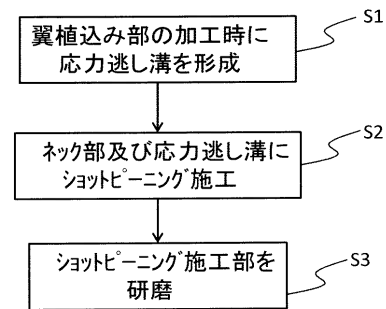 翼植込み部の加工時に
応力逃し溝を形成
S1
ネック部及び応力逃し溝に
ショットピーニング施工
S2
ショットピーニング施工部を
研磨
S3